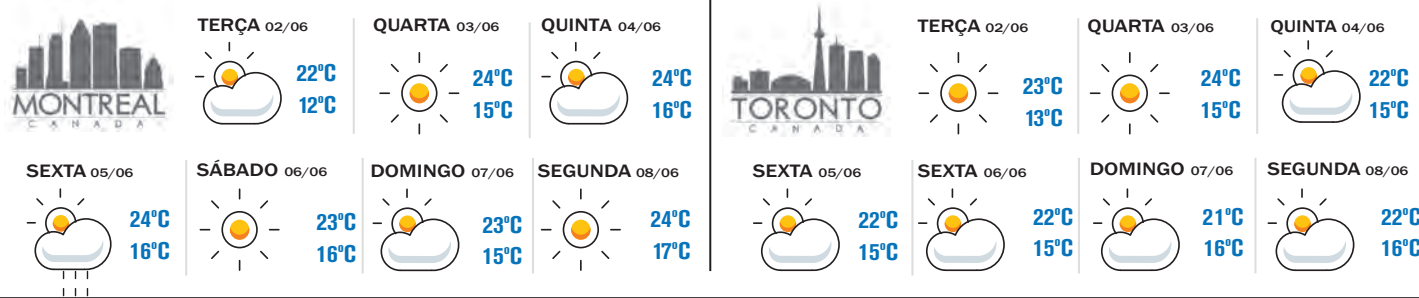 MONTREAL
CANADA
TERÇA 02/06
22ºC
12ºC
QUARTA 03/06
24ºC
15ºC
QUINTA 04/06
24ºC
16ºC
SEXTA 05/06
24ºC
16ºC
SÁBADO 06/06
23ºC
16ºC
DOMINGO 07/06
23ºC
15ºC
SEGUNDA 08/06
24ºC
17ºC
TORONTO
CANADA
TERÇA 02/06
23ºC
13ºC
QUARTA 03/06
24ºC
15ºC
QUINTA 04/06
22ºC
15ºC
SEXTA 05/06
22ºC
15ºC
SEXTA 06/06
22ºC
15ºC
DOMINGO 07/06
21ºC
16ºC
SEGUNDA 08/06
22ºC
16ºC